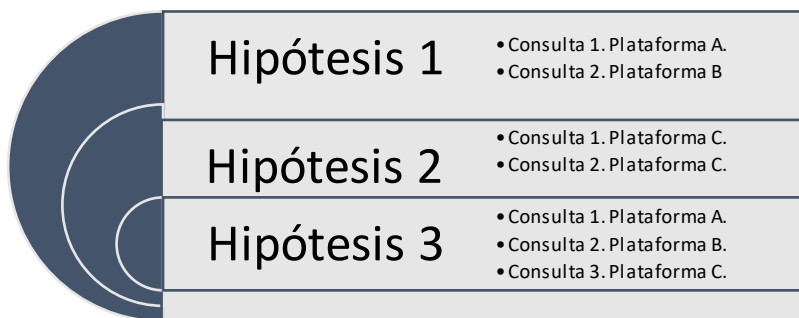 Hipótesis 1
• Consulta 1. Plataforma A.
• Consulta 2. Plataforma B
Hipótesis 2
• Consulta 1. Plataforma C.
• Consulta 2. Plataforma C.
Hipótesis 3
• Consulta 1. Plataforma A.
• Consulta 2. Plataforma B.
• Consulta 3. Plataforma C.